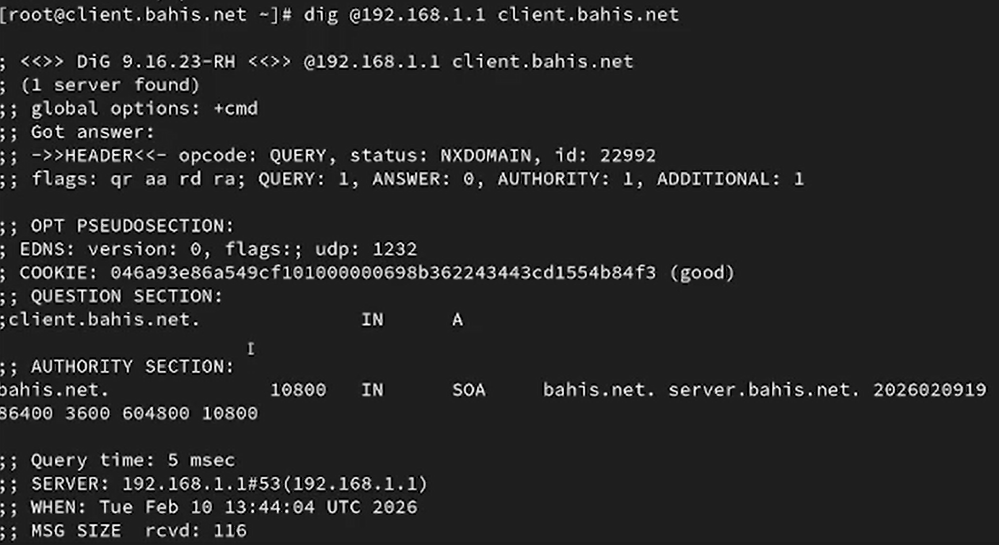 [root@client.bahis.net ~]# dig @192.168.1.1 client.bahis.net
; <<>> DiG 9.16.23-RH <<>> @192.168.1.1 client.bahis.net
; (1 server found)
;; global options: +cmd
;; Got answer:
;; ->>HEADER<<- opcode: QUERY, status: NXDOMAIN, id: 22992
;; flags: qr aa rd ra; QUERY: 1, ANSWER: 0, AUTHORITY: 1, ADDITIONAL: 1
;; OPT PSEUDOSECTION:
; EDNS: version: 0, flags:; udp: 1232
; COOKIE: 046a93e86a549cf101000000698b362243443cd1554b84f3 (good)
;; QUESTION SECTION:
;client.bahis.net. IN A
;; AUTHORITY SECTION:
bahis.net. 10800 IN SOA bahis.net. server.bahis.net. 2026020919
86400 3600 604800 10800
;; Query time: 5 msec
;; SERVER: 192.168.1.1#53(192.168.1.1)
;; WHEN: Tue Feb 10 13:44:04 UTC 2026
;; MSG SIZE rcvd: 116